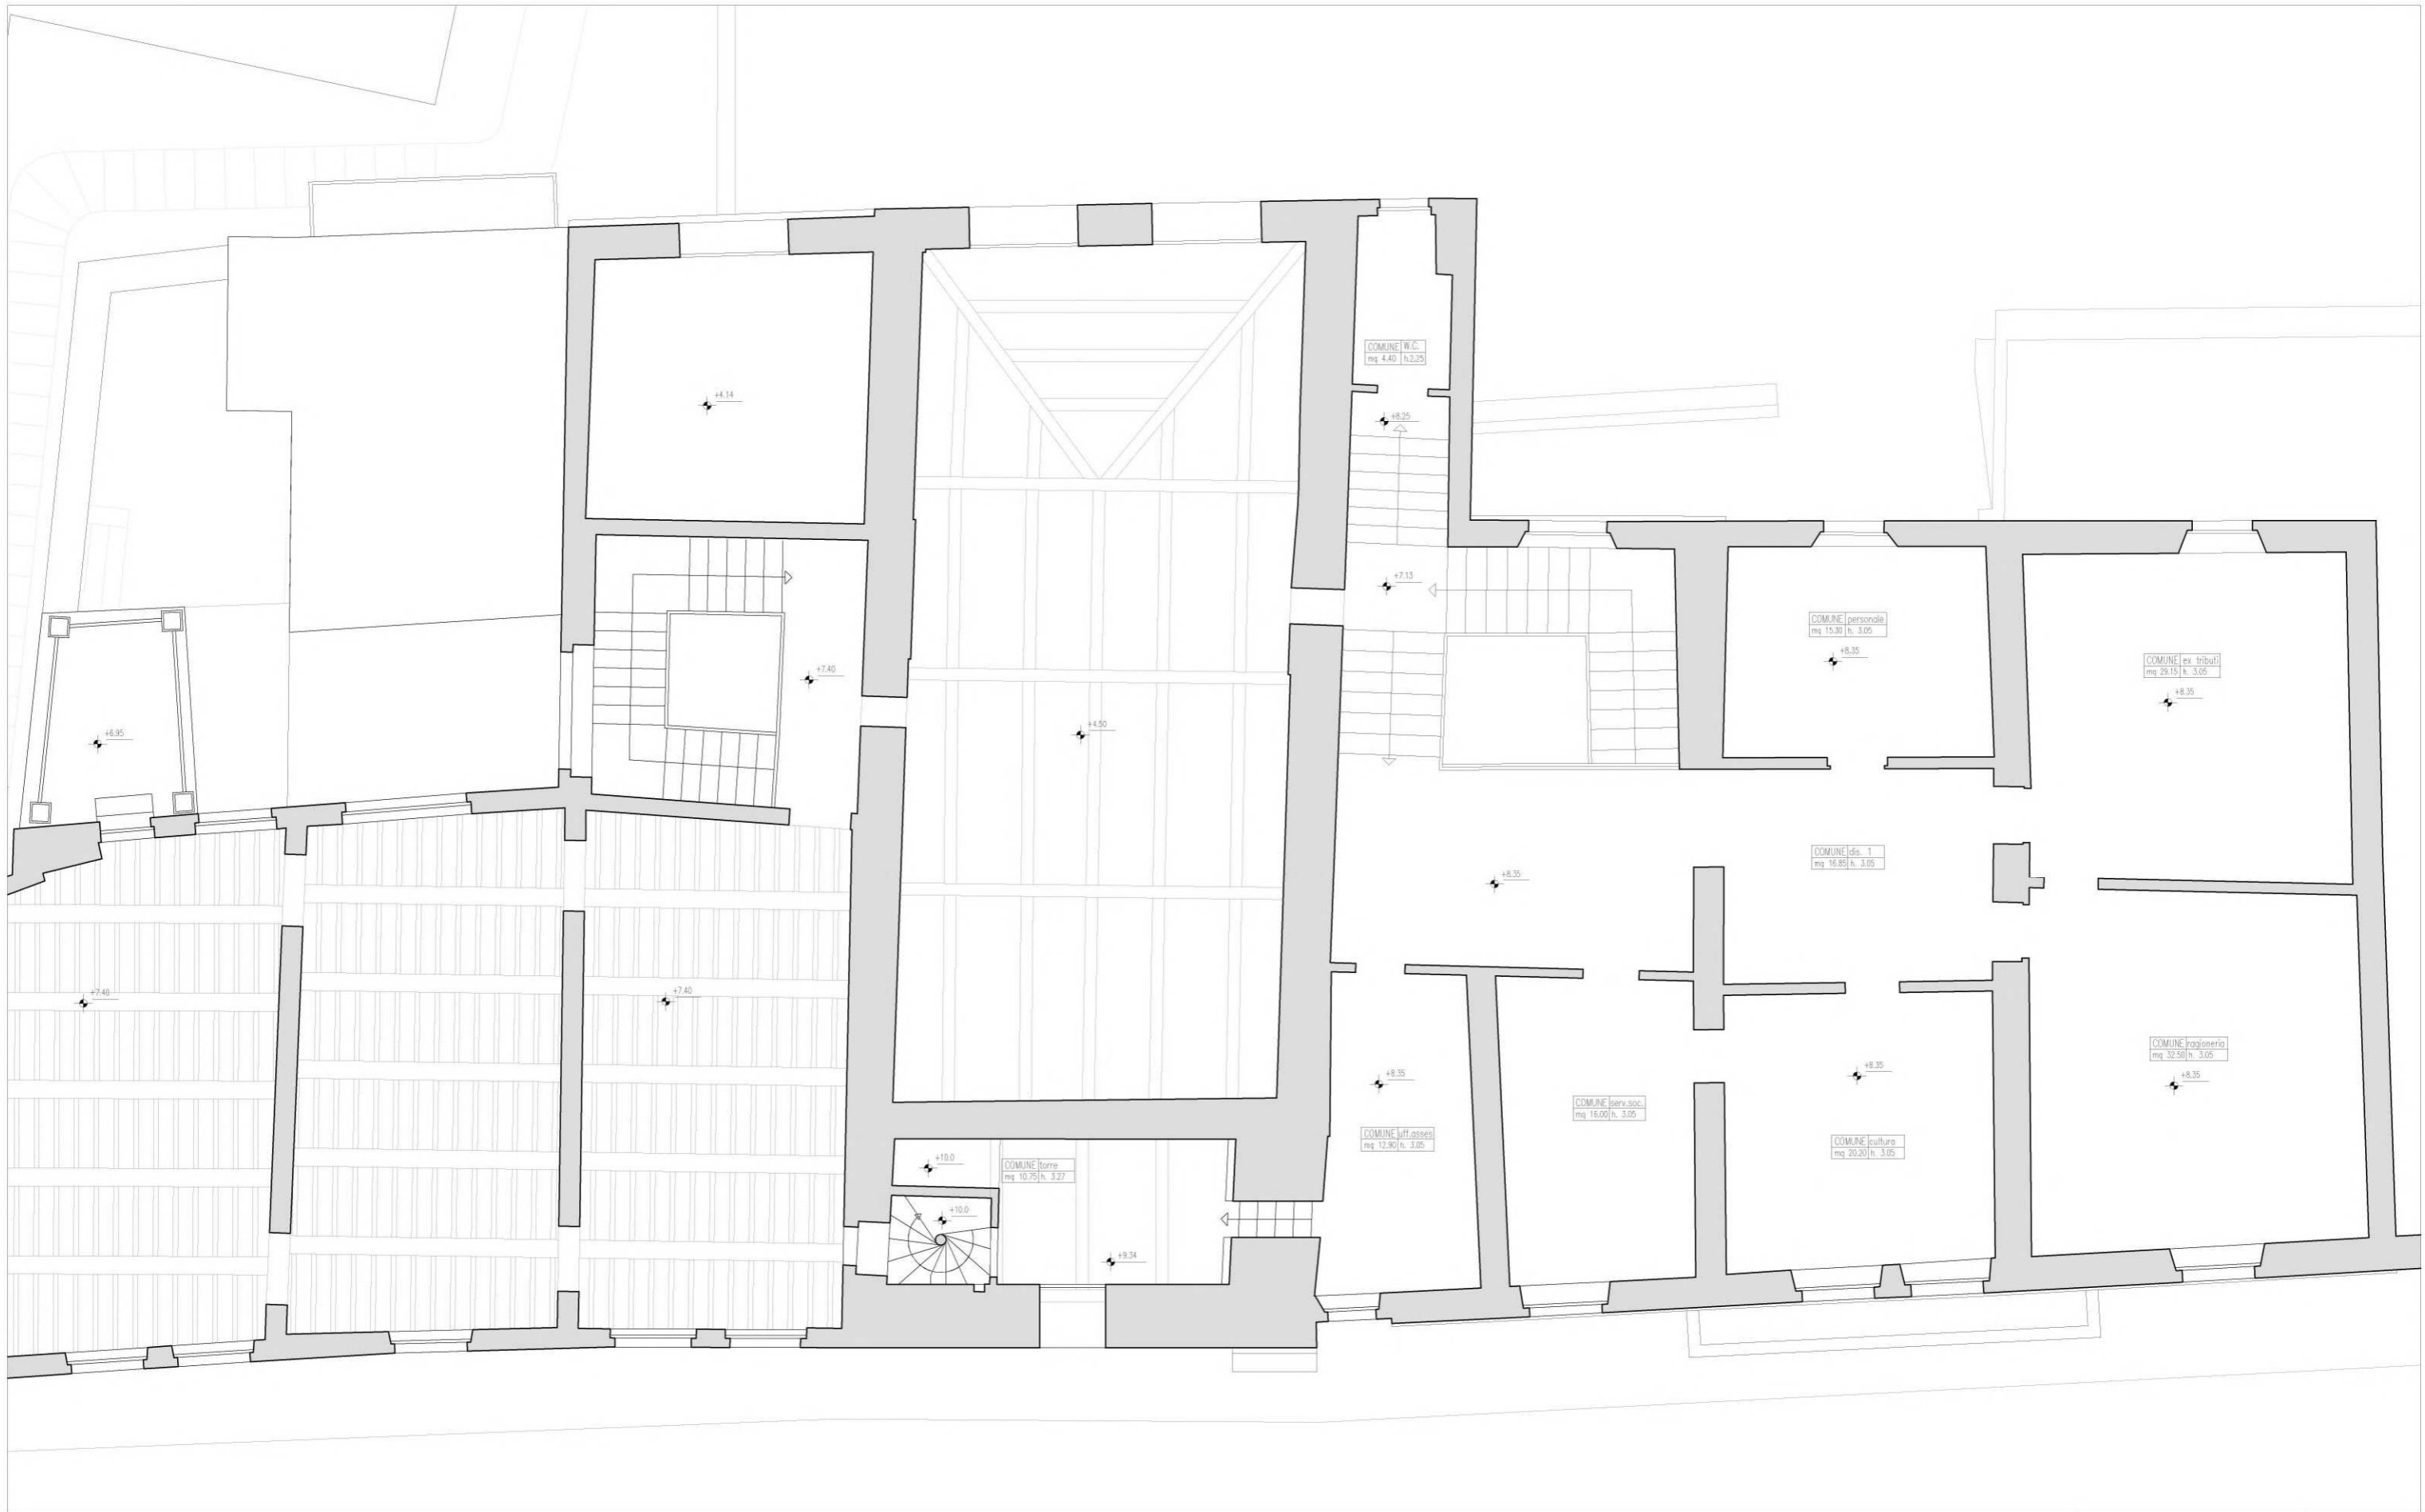 COMUNE W.C.
mq 4.40 h.2.25
+4.14
+8.25
+7.13
COMUNE personale
mq 15.30 h. 3.05
+8.35
COMUNE ex tributi
mq 29.15 h. 3.05
+8.35
+7.40
+6.95
+4.50
COMUNE dis. 1
mq 16.85 h. 3.05
+8.35
+7.40
+7.40
COMUNE ragioneria
mq 32.50 h. 3.05
+8.35
+8.35
+8.35
COMUNE serv.soc.
mq 16.00 h. 3.05
COMUNE uff.asses
mq 12.90 h. 3.05
COMUNE cultura
mq 20.20 h. 3.05
+10.0
COMUNE torre
mq 10.75 h. 3.27
+10.0
+9.34